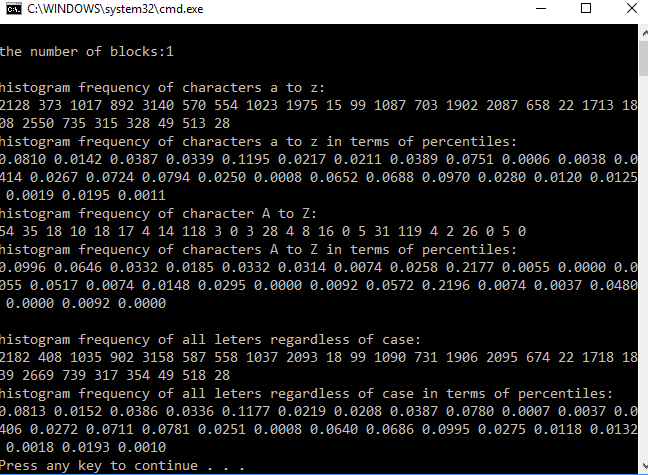 C:\WINDOWS\system32\cmd.exe
the number of blocks:1
histogram frequency of characters a to z:
2128 373 1017 892 3140 570 554 1023 1975 15 99 1087 703 1902 2087 658 22 1713 18
08 2550 735 315 328 49 513 28
histogram frequency of characters a to z in terms of percentiles:
0.0810 0.0142 0.0387 0.0339 0.1195 0.0217 0.0211 0.0389 0.0751 0.0006 0.0038 0.0
414 0.0267 0.0724 0.0794 0.0250 0.0008 0.0652 0.0688 0.0970 0.0280 0.0120 0.0125
0.0019 0.0195 0.0011
histogram frequency of character A to Z:
54 35 18 10 18 17 4 14 118 3 0 3 28 4 8 16 0 5 31 119 4 2 26 0 5 0
histogram frequency of characters A to Z in terms of percentiles:
0.0996 0.0646 0.0332 0.0185 0.0332 0.0314 0.0074 0.0258 0.2177 0.0055 0.0000 0.0
055 0.0517 0.0074 0.0148 0.0295 0.0000 0.0092 0.0572 0.2196 0.0074 0.0037 0.0480
0.0000 0.0092 0.0000
histogram frequency of all leters regardless of case:
2182 408 1035 902 3158 587 558 1037 2093 18 99 1090 731 1906 2095 674 22 1718 18
39 2669 739 317 354 49 518 28
histogram frequency of all leters regardless of case in terms of percentiles:
0.0813 0.0152 0.0386 0.0336 0.1177 0.0219 0.0208 0.0387 0.0780 0.0007 0.0037 0.0
406 0.0272 0.0711 0.0781 0.0251 0.0008 0.0640 0.0686 0.0995 0.0275 0.0118 0.0132
0.0018 0.0193 0.0010
Press any key to continue . . .